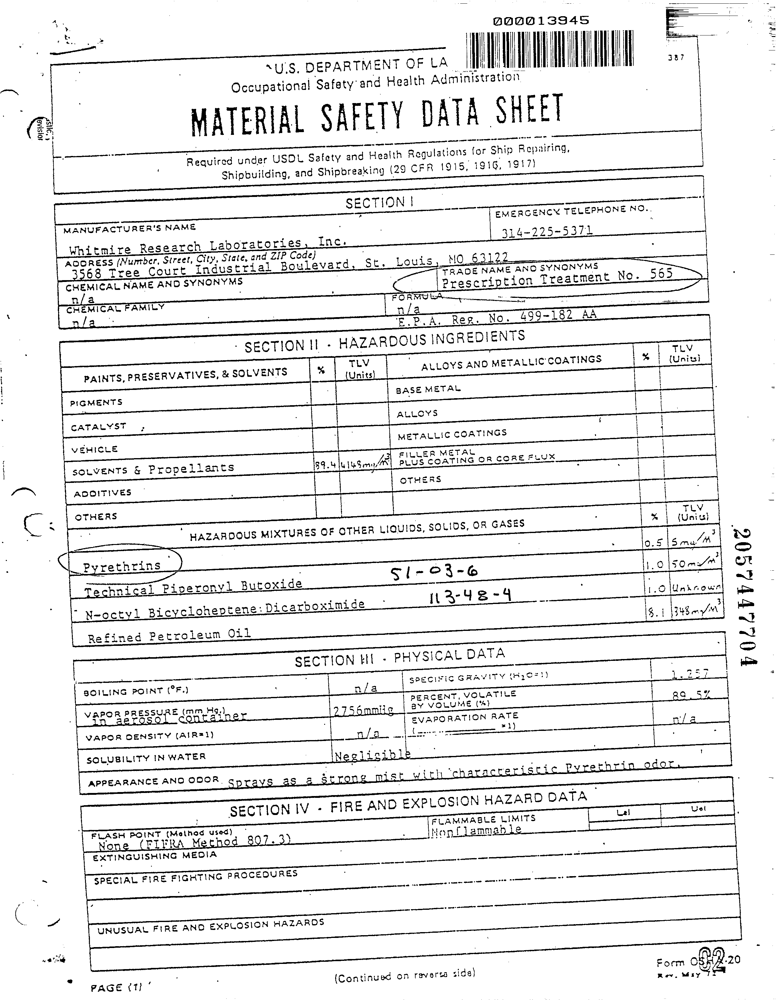 000013945
387
U.S. DEPARTMENT OF LA
Occupational Safety and Health Administration
MATERIAL SAFETY DATA SHEET
Required under USDL Safety and Health Regulations for Ship Repairing,
Shipbuilding, and Shipbreaking (29 CFR 1915, 1916, 1917)
SECTION I
MANUFACTURER'S NAME
Whitmire Research Laboratories, Inc.
EMERGENCY TELEPHONE NO.
314-225-5371
ADDRESS (Number, Street, City, State, and ZIP Code)
3568 Tree Court Industrial Boulevard, St. Louis, MO 63122
CHEMICAL NAME AND SYNONYMS
n/a
TRADE NAME AND SYNONYMS
Prescription Treatment No. 565
CHEMICAL FAMILY
n/a
FORMULA
n/a
E.P.A. Reg. No. 499-182 AA
SECTION II - HAZARDOUS INGREDIENTS
PAINTS, PRESERVATIVES, & SOLVENTS % TLV (Units) ALLOYS AND METALLIC COATINGS % TLV (Units)
PIGMENTS BASE METAL
CATALYST ALLOYS
VEHICLE METALLIC COATINGS
SOLVENTS & Propellants 89.4 4148mg/m³ FILLER METAL PLUS COATING OR CORE FLUX
ADDITIVES OTHERS
OTHERS
HAZARDOUS MIXTURES OF OTHER LIQUIDS, SOLIDS, OR GASES % TLV (Units)
Pyrethrins 0.5 5mg/M³
Technical Piperonyl Butoxide 51-03-6 1.0 50mg/m³
N-octyl Bicycloheptene Dicarboximide 113-48-4 1.0 Unknown
Refined Petroleum Oil 8.1 348mg/M³
2057447704
SECTION III - PHYSICAL DATA
BOILING POINT (°F.) n/a SPECIFIC GRAVITY (H₂O=1) 1.257
VAPOR PRESSURE (mm Hg.) in aerosol container 2756mmHg PERCENT, VOLATILE BY VOLUME (%) 89.5%
VAPOR DENSITY (AIR=1) n/a EVAPORATION RATE ( =1) n/a
SOLUBILITY IN WATER Negligible
APPEARANCE AND ODOR Sprays as a strong mist with characteristic Pyrethrin odor.
SECTION IV - FIRE AND EXPLOSION HAZARD DATA
FLASH POINT (Method used)
None (FIFRA Method 807.3)
FLAMMABLE LIMITS
Nonflammable
Lel Uel
EXTINGUISHING MEDIA
SPECIAL FIRE FIGHTING PROCEDURES
UNUSUAL FIRE AND EXPLOSION HAZARDS
PAGE (1)
(Continued on reverse side)
92
Form OSHA-20
Rev. May 72